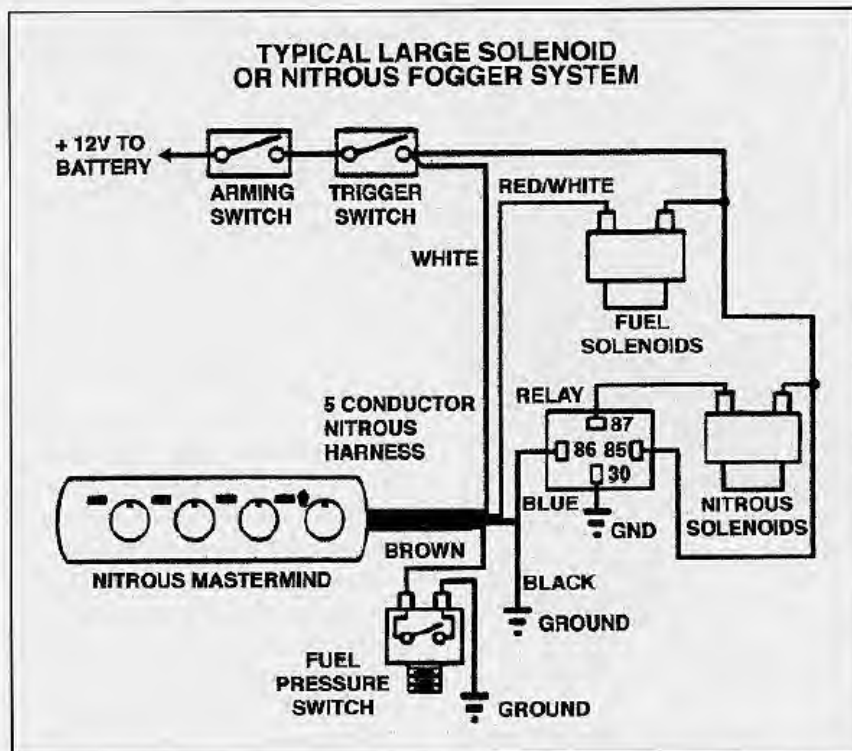 TYPICAL LARGE SOLENOID
OR NITROUS FOGGER SYSTEM
+ 12V TO
BATTERY
ARMING
SWITCH
TRIGGER
SWITCH
RED/WHITE
WHITE
FUEL
SOLENOIDS
5 CONDUCTOR
NITROUS
HARNESS
RELAY
87
86 85
30
BLUE
GND
NITROUS
SOLENOIDS
BROWN
NITROUS MASTERMIND
BLACK
GROUND
FUEL
PRESSURE
SWITCH
GROUND